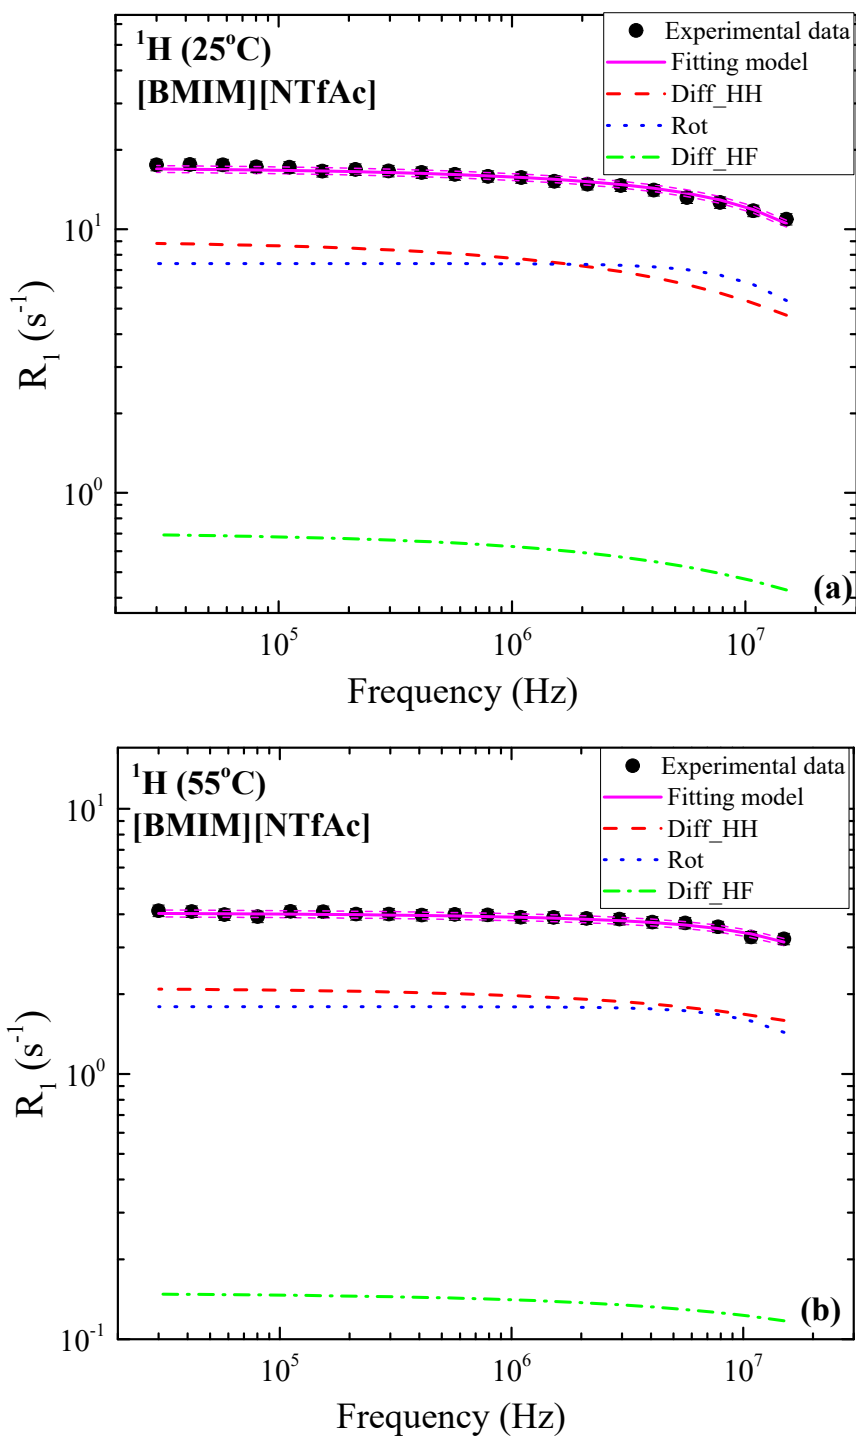 ¹H (25°C)
[BMIM][NTfAc]
Experimental data
Fitting model
Diff_HH
Rot
Diff_HF
10¹
10⁰
R₁ (s⁻¹)
(a)
10⁵
10⁶
10⁷
Frequency (Hz)
¹H (55°C)
[BMIM][NTfAc]
Experimental data
Fitting model
Diff_HH
Rot
Diff_HF
10¹
10⁰
10⁻¹
R₁ (s⁻¹)
(b)
10⁵
10⁶
10⁷
Frequency (Hz)